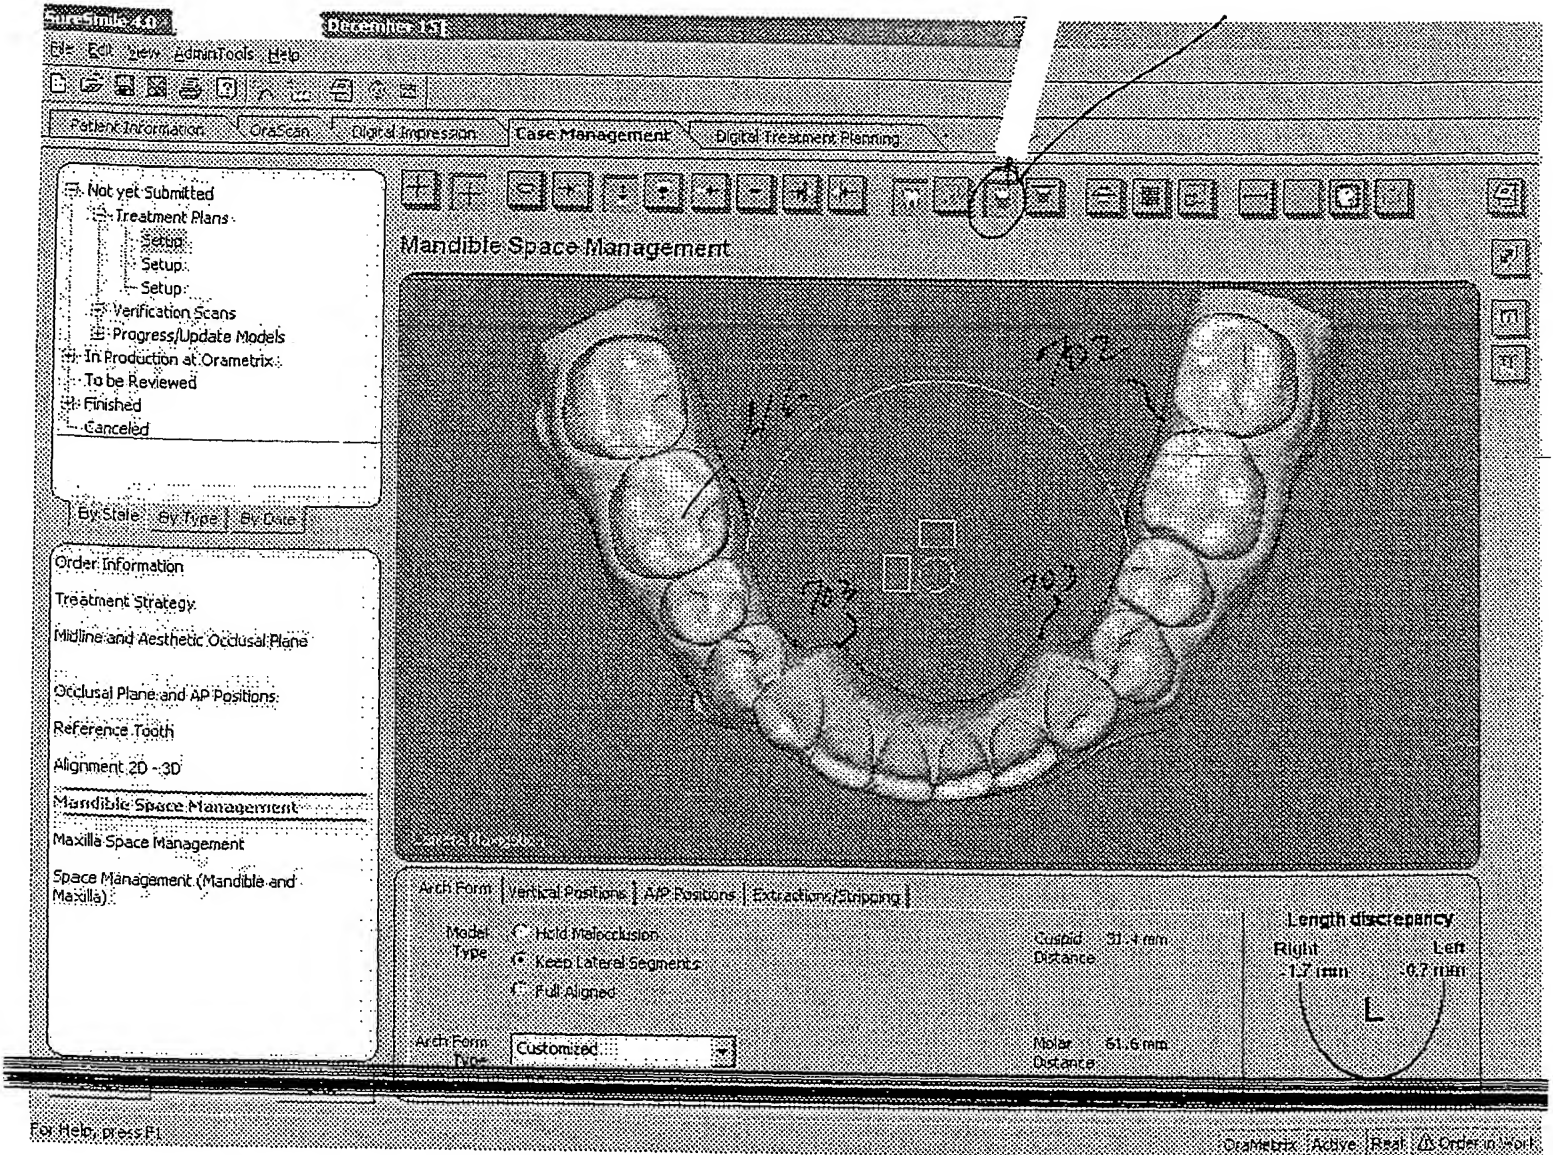 SureSmile 4.0
File Edit View AdminTools Help
Patient Information OraScan Digital Impression Case Management Digital Treatment Planning
Not yet Submitted
Treatment Plans
Setup
Setup
Setup
Verification Scans
Progress/Update Models
In Production at Orametrix
To be Reviewed
Finished
Canceled
By State By Type By Date
Order Information
Treatment Strategy
Midline and Aesthetic Occlusal Plane
Occlusal Plane and AP Positions
Reference Tooth
Alignment 2D - 3D
Mandible Space Management
Maxilla Space Management
Space Management (Mandible and
Maxilla)
Mandible Space Management
702
703
Arch Form Vertical Positions A/P Positions Extractions/Stripping
Model
Type
Hold Malocclusion
Keep Lateral Segments
Full Aligned
Arch Form
Type
Customized
Cuspid 31.4 mm
Distance
Molar 61.6 mm
Distance
Length discrepancy
Right Left
-1.7 mm -0.7 mm
L
For Help, press F1
OraMetrix Active Real Order in Work